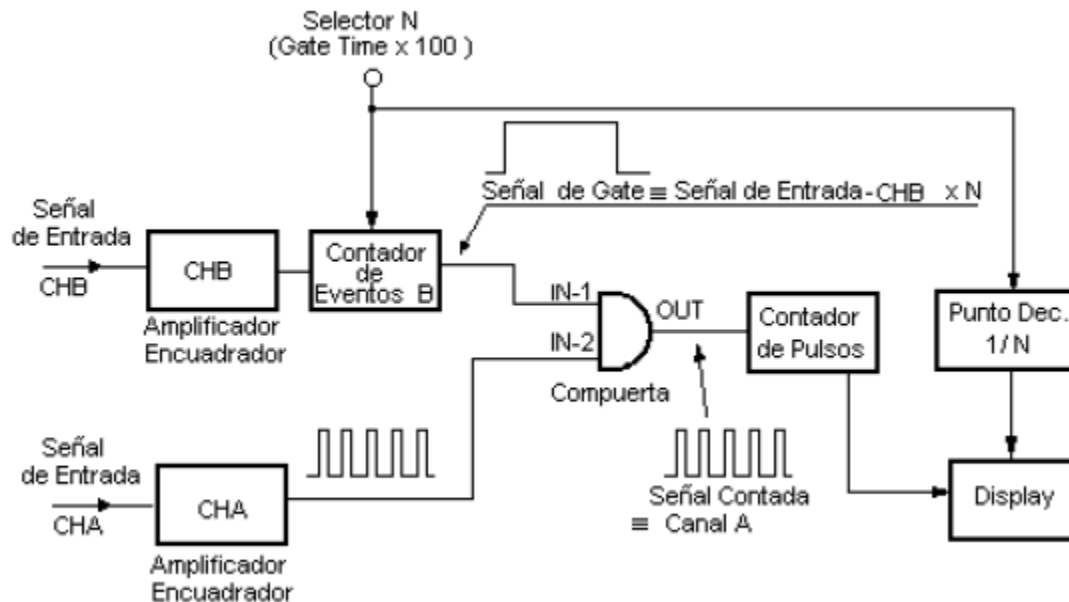 Selector N
(Gate Time x 100 )
Señal de Gate ≡ Señal de Entrada-CHB x N
Señal
de Entrada
CHB
CHB
Amplificador
Encuadrador
Contador
de
Eventos B
IN-1
IN-2
OUT
Compuerta
Contador
de Pulsos
Punto Dec.
1/N
Señal
de Entrada
CHA
CHA
Amplificador
Encuadrador
Señal Contada
≡ Canal A
Display